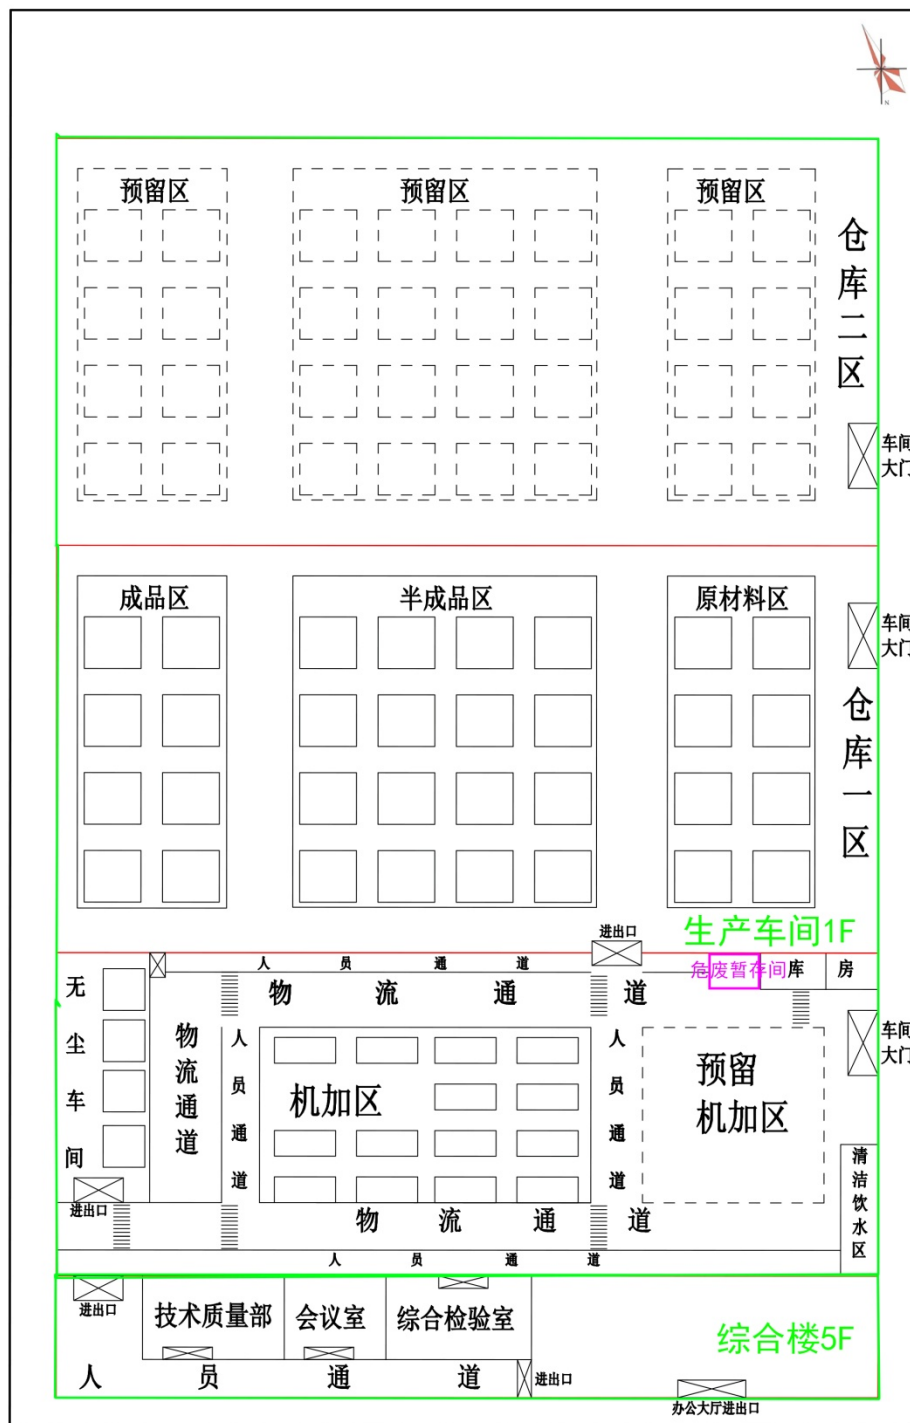 N
预留区
预留区
预留区
仓库二区
车间
大门
成品区
半成品区
原材料区
车间
大门
仓库一区
生产车间1F
进出口
人员通道
危废暂存间
库房
无尘车间
物流通道
物流通道
人员通道
机加区
人员通道
预留
机加区
车间
大门
清洁饮水区
进出口
物流通道
人员通道
进出口
技术质量部
会议室
综合检验室
综合楼5F
人员通道
进出口
办公大厅进出口